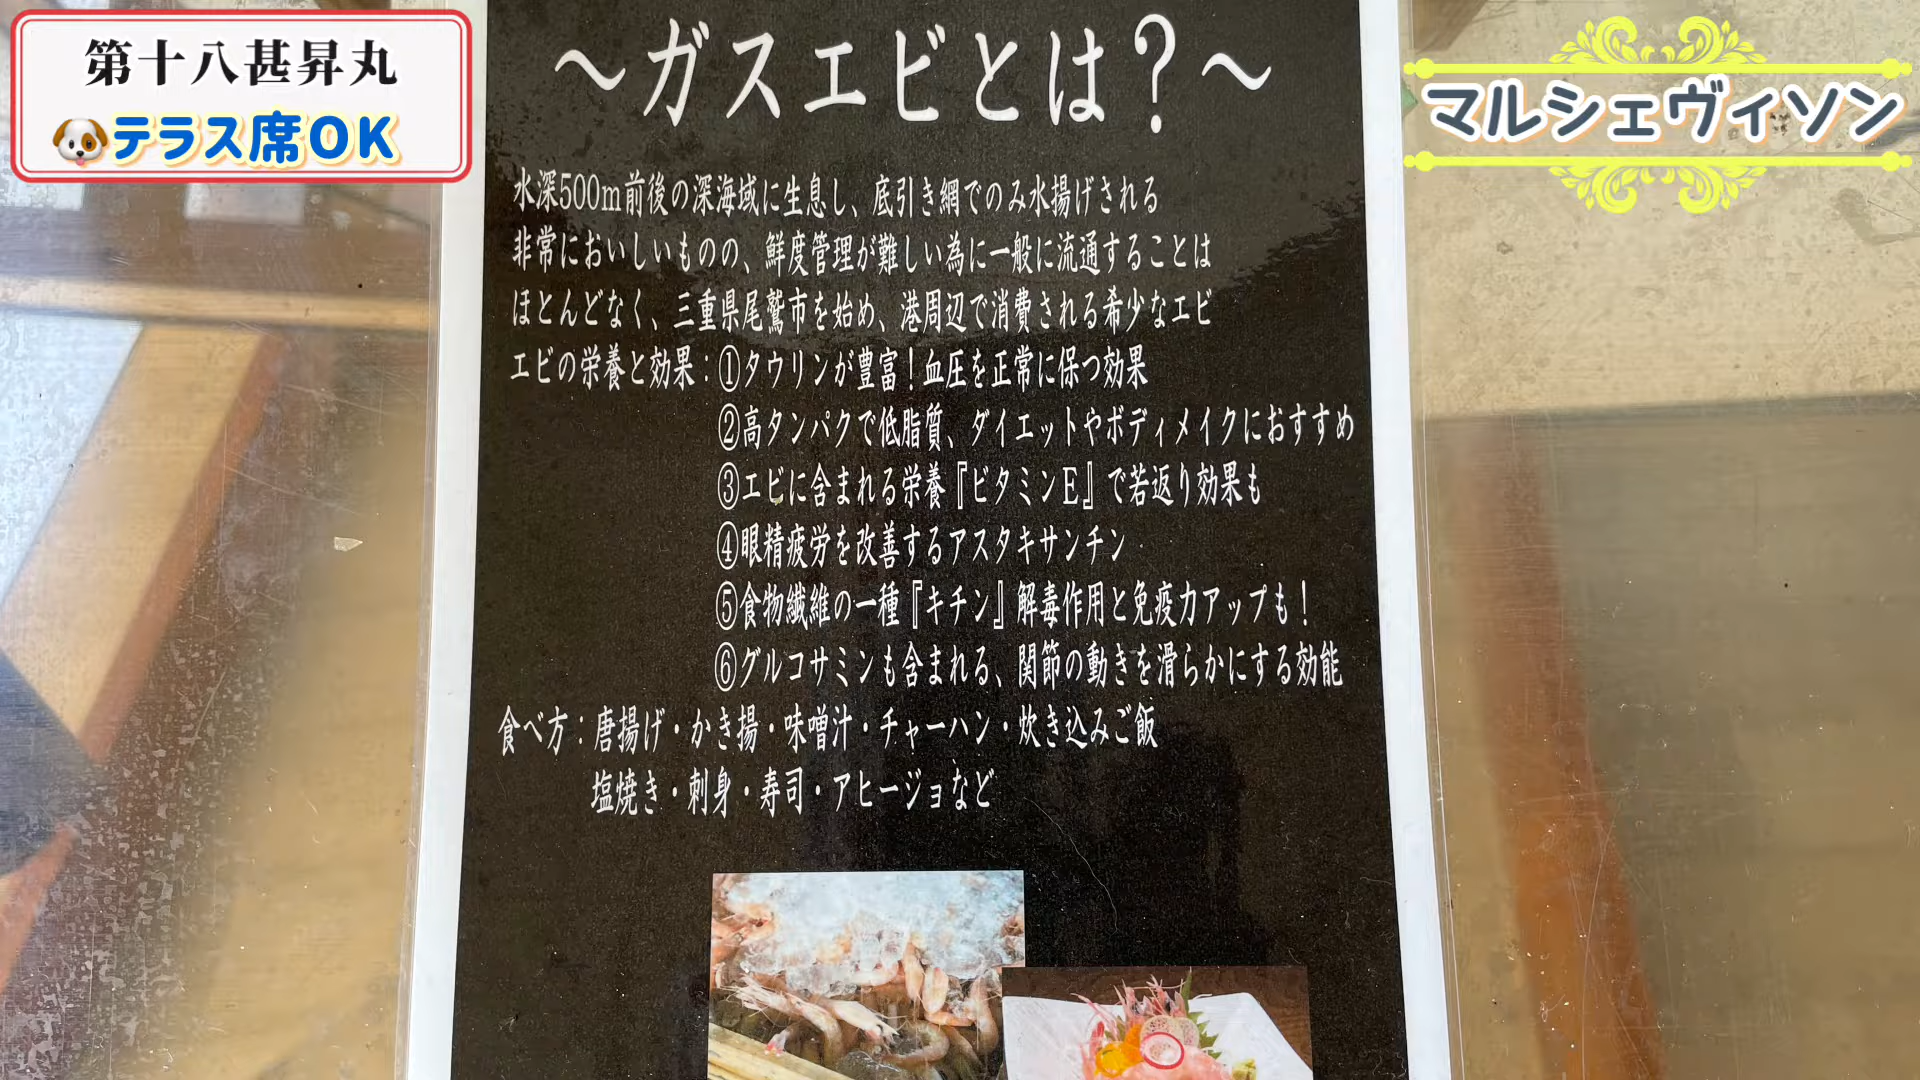 第十八甚昇丸
テラス席OK
マルシェヴィソン
～ガスエビとは?～
水深500m前後の深海域に生息し、底引き網でのみ水揚げされる
非常においしいものの、鮮度管理が難しい為に一般に流通することは
ほとんどなく、三重県尾鷲市を始め、港周辺で消費される希少なエビ
エビの栄養と効果：①タウリンが豊富！血圧を正常に保つ効果
②高タンパクで低脂質、ダイエットやボディメイクにおすすめ
③エビに含まれる栄養『ビタミンE』で若返り効果も
④眼精疲労を改善するアスタキサンチン
⑤食物繊維の一種『キチン』解毒作用と免疫力アップも！
⑥グルコサミンも含まれる、関節の動きを滑らかにする効能
食べ方：唐揚げ・かき揚・味噌汁・チャーハン・炊き込みご飯
塩焼き・刺身・寿司・アヒージョなど